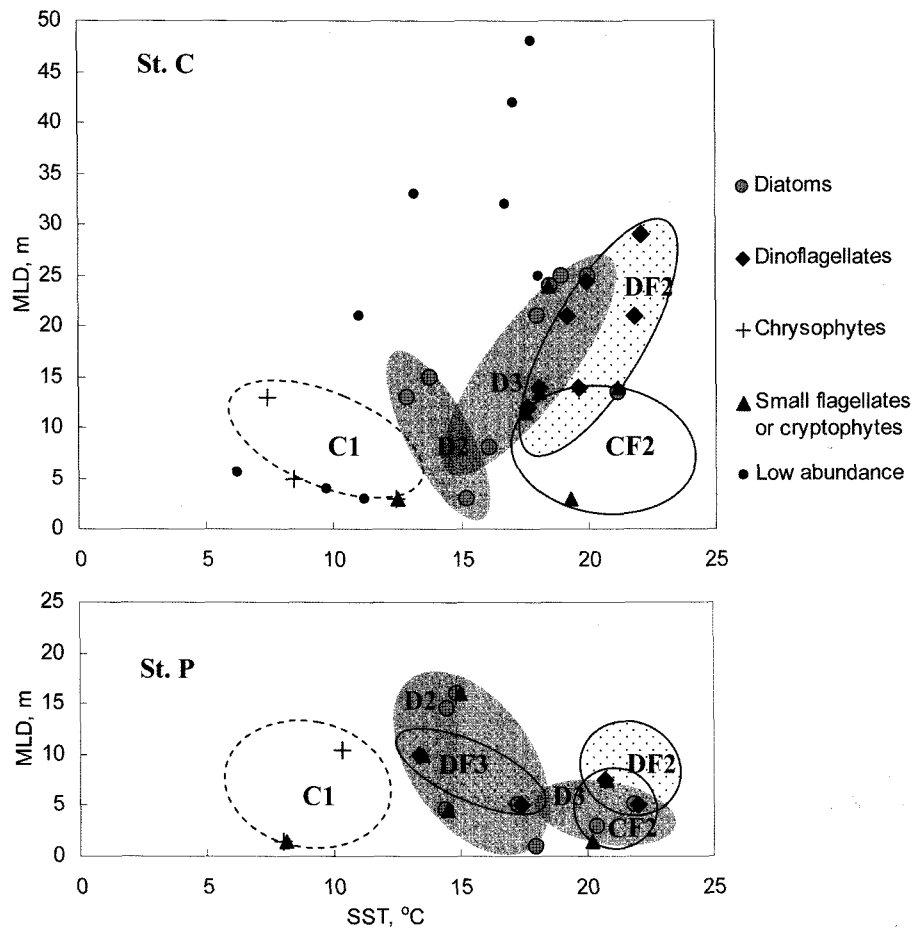 St. C
50
45
40
35
30
25
20
15
10
5
0
MLD, m
C1
D2
D3
DF2
CF2
0 5 10 15 20 25
Diatoms
Dinoflagellates
Chrysophytes
Small flagellates
or cryptophytes
Low abundance
St. P
25
20
15
10
5
0
MLD, m
C1
D2
DF3
D3
DF2
CF2
0 5 10 15 20 25
SST, °C